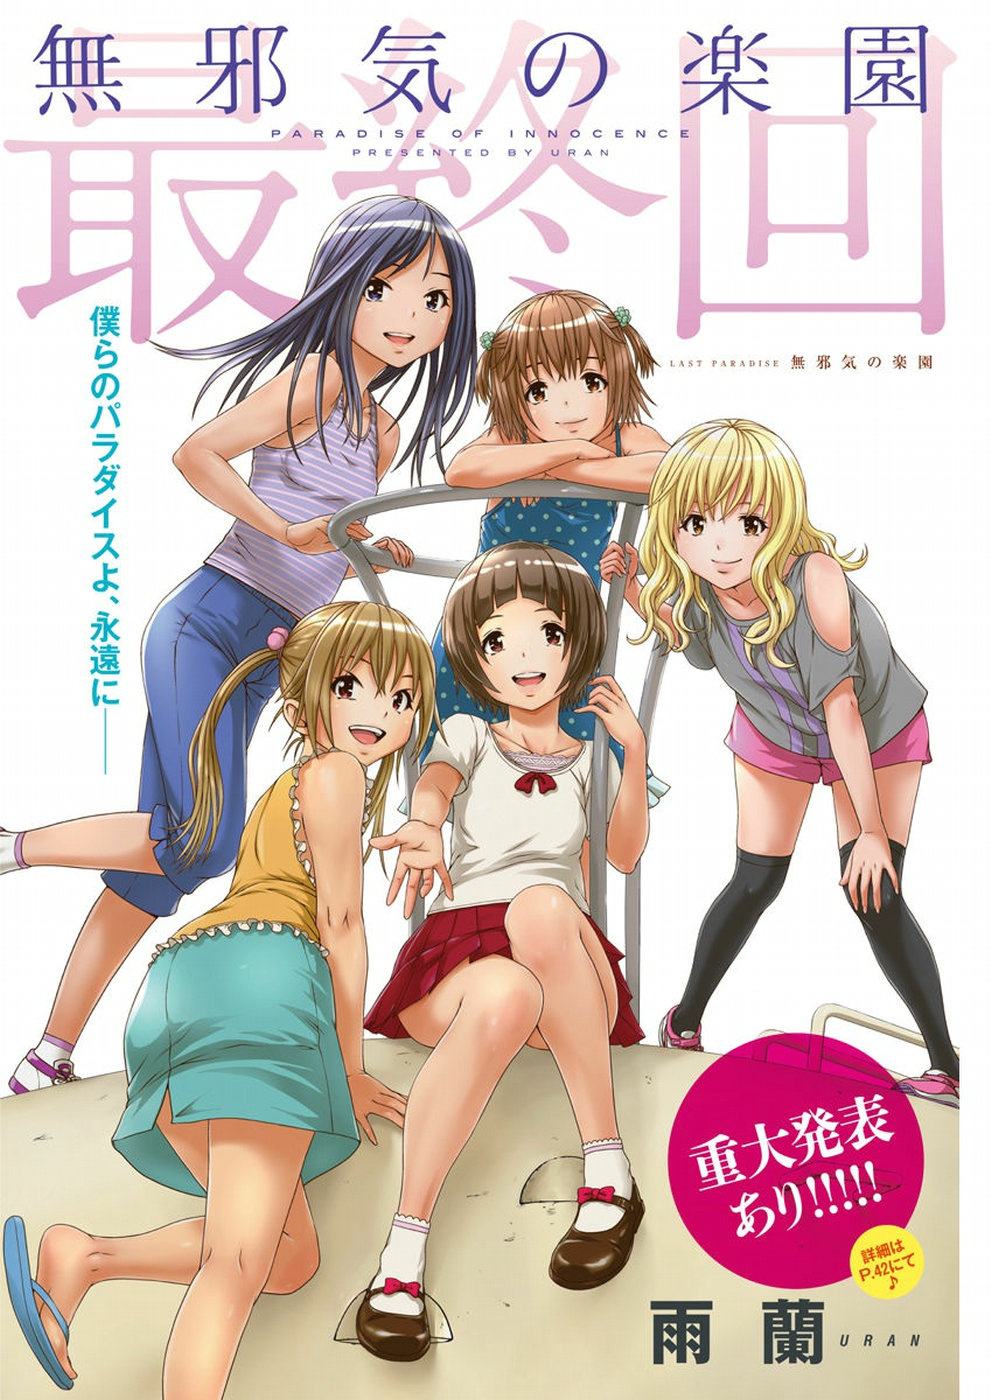 無邪気の楽園
PARADISE OF INNOCENCE
PRESENTED BY URAN
最終回
LAST PARADISE 無邪気の楽園
僕らのパラダイスよ、永遠に――
重大発表
あり!!!!!
詳細は
P.42にて
♪
雨蘭 URAN